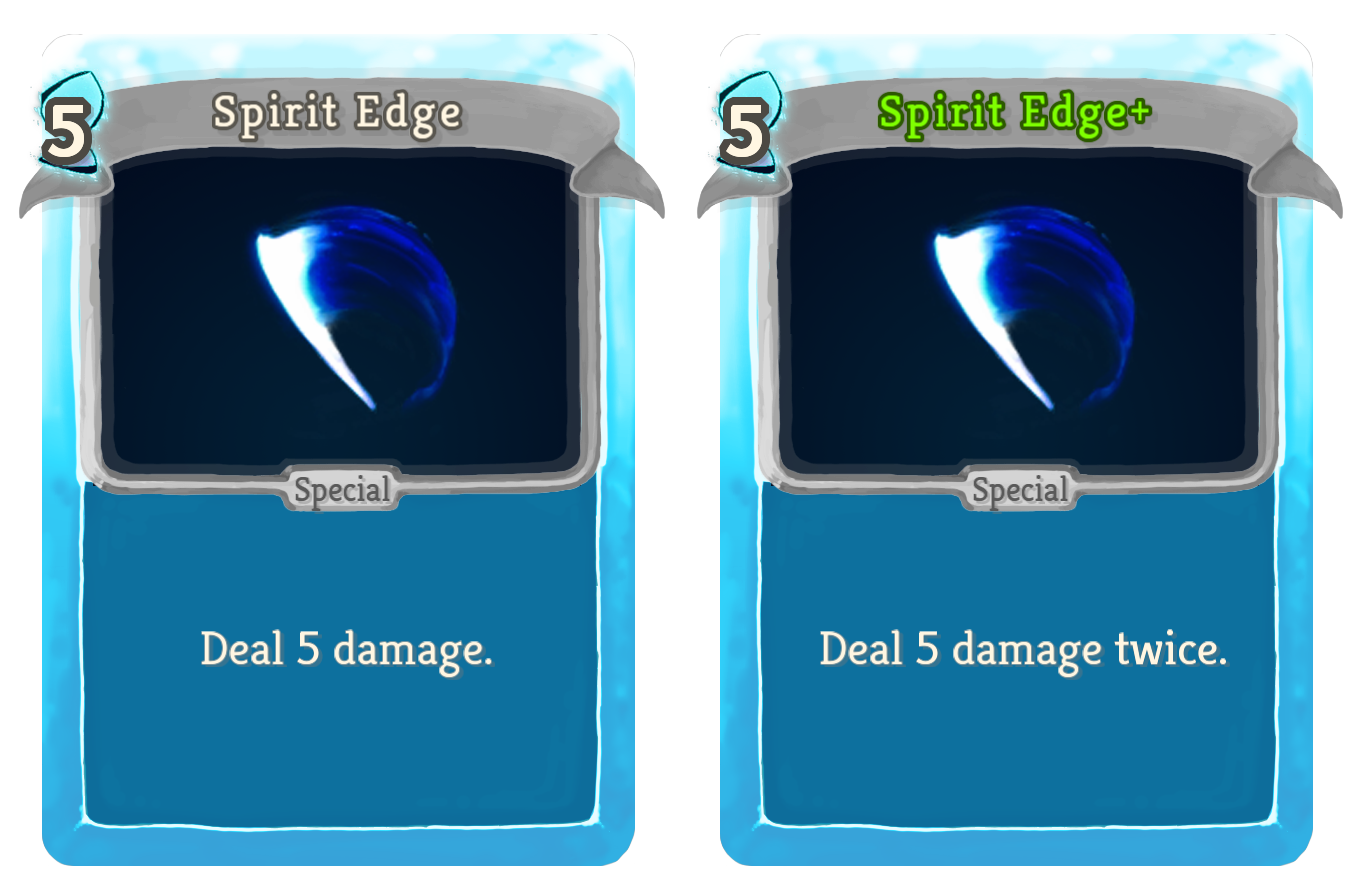 5
Spirit Edge
Special
Deal 5 damage.
5
Spirit Edge+
Special
Deal 5 damage twice.